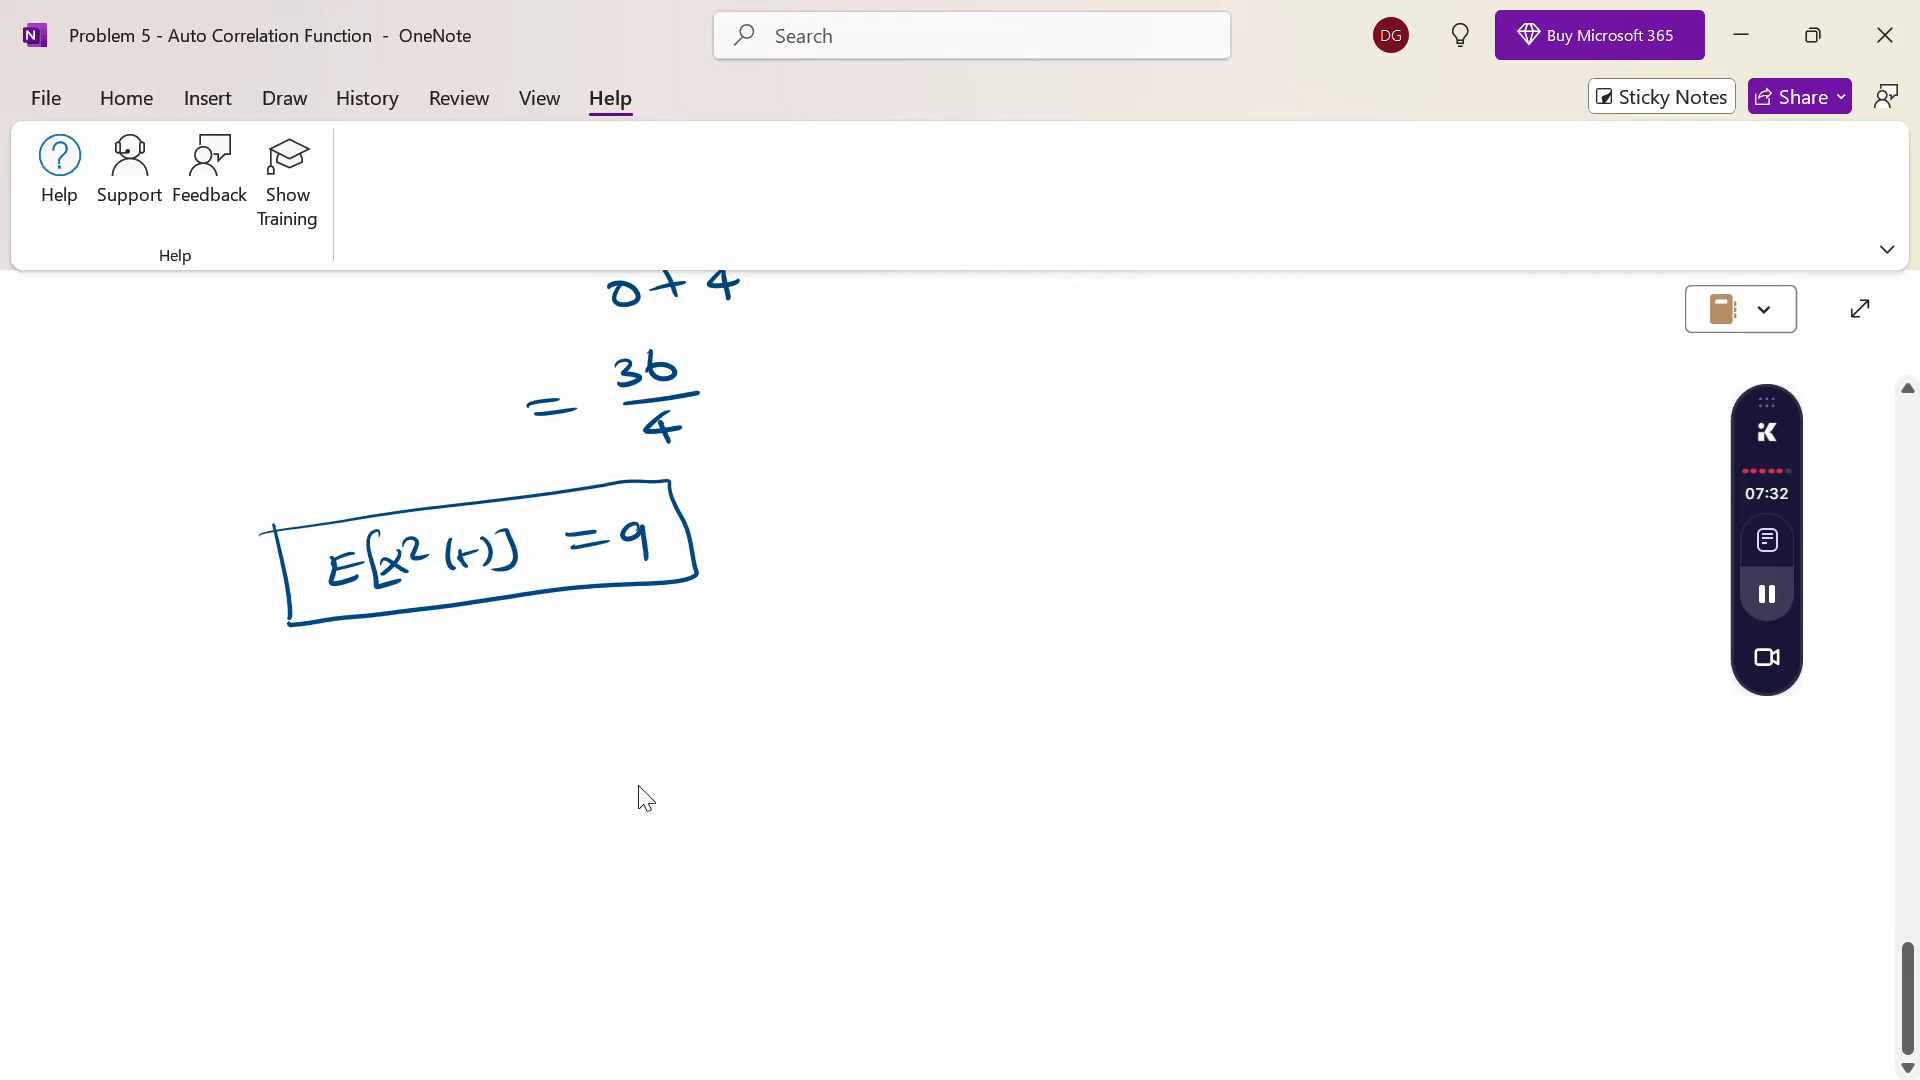 Problem 5 - Auto Correlation Function - OneNote
Search
DG
Buy Microsoft 365
File Home Insert Draw History Review View Help
Sticky Notes
Share
Help
Support
Feedback
Show Training
Help
0 + 4
= 36/4
E[x² (t)] = 9
07:32